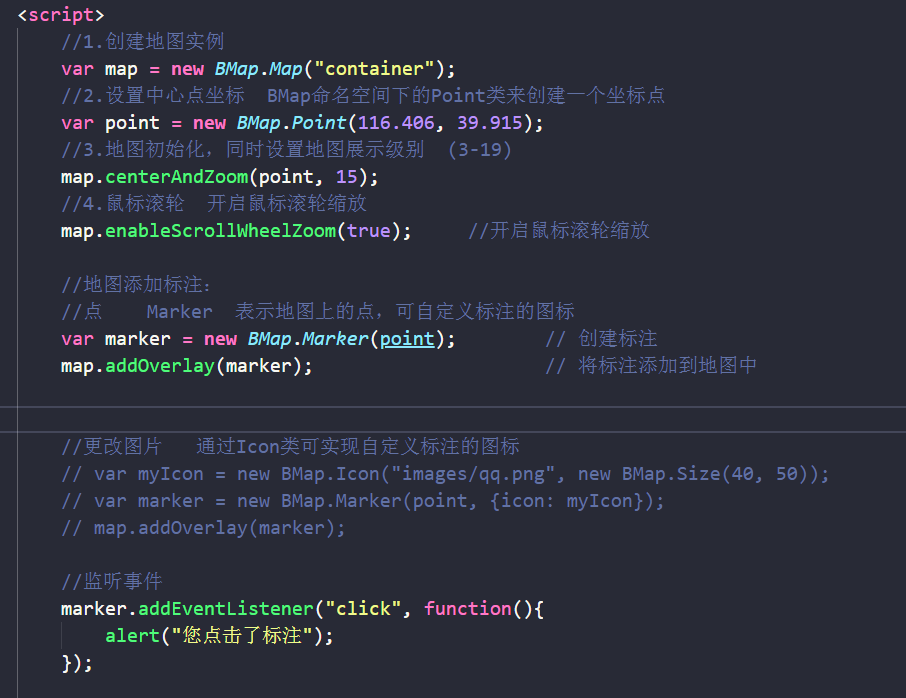 <script>
//1.创建地图实例
var map = new BMap.Map("container");
//2.设置中心点坐标  BMap命名空间下的Point类来创建一个坐标点
var point = new BMap.Point(116.406, 39.915);
//3.地图初始化，同时设置地图展示级别  (3-19)
map.centerAndZoom(point, 15);
//4.鼠标滚轮  开启鼠标滚轮缩放
map.enableScrollWheelZoom(true);     //开启鼠标滚轮缩放
//地图添加标注：
//点    Marker  表示地图上的点，可自定义标注的图标
var marker = new BMap.Marker(point);        // 创建标注
map.addOverlay(marker);                     // 将标注添加到地图中
//更改图片   通过Icon类可实现自定义标注的图标
// var myIcon = new BMap.Icon("images/qq.png", new BMap.Size(40, 50));
// var marker = new BMap.Marker(point, {icon: myIcon});
// map.addOverlay(marker);
//监听事件
marker.addEventListener("click", function(){
alert("您点击了标注");
});